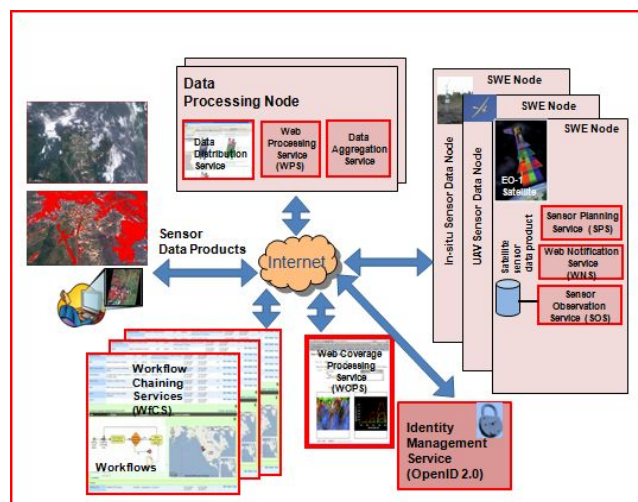 Data
Processing Node
Data
Distribution
Service
Web
Processing
Service
(WPS)
Data
Aggregation
Service
SWE Node
SWE Node
SWE Node
In-situ Sensor Data Node
UAV Sensor Data Node
EO-1
Satellite
Satellite
sensor
data product
Sensor Planning
Service (SPS)
Web Notification
Service
(WNS)
Sensor
Observation
Service (SOS)
Sensor
Data Products
Internet
Workflow
Chaining
Services
(WfCS)
Workflows
Web Coverage
Processing
Service
(WCPS)
Identity
Management
Service
(OpenID 2.0)